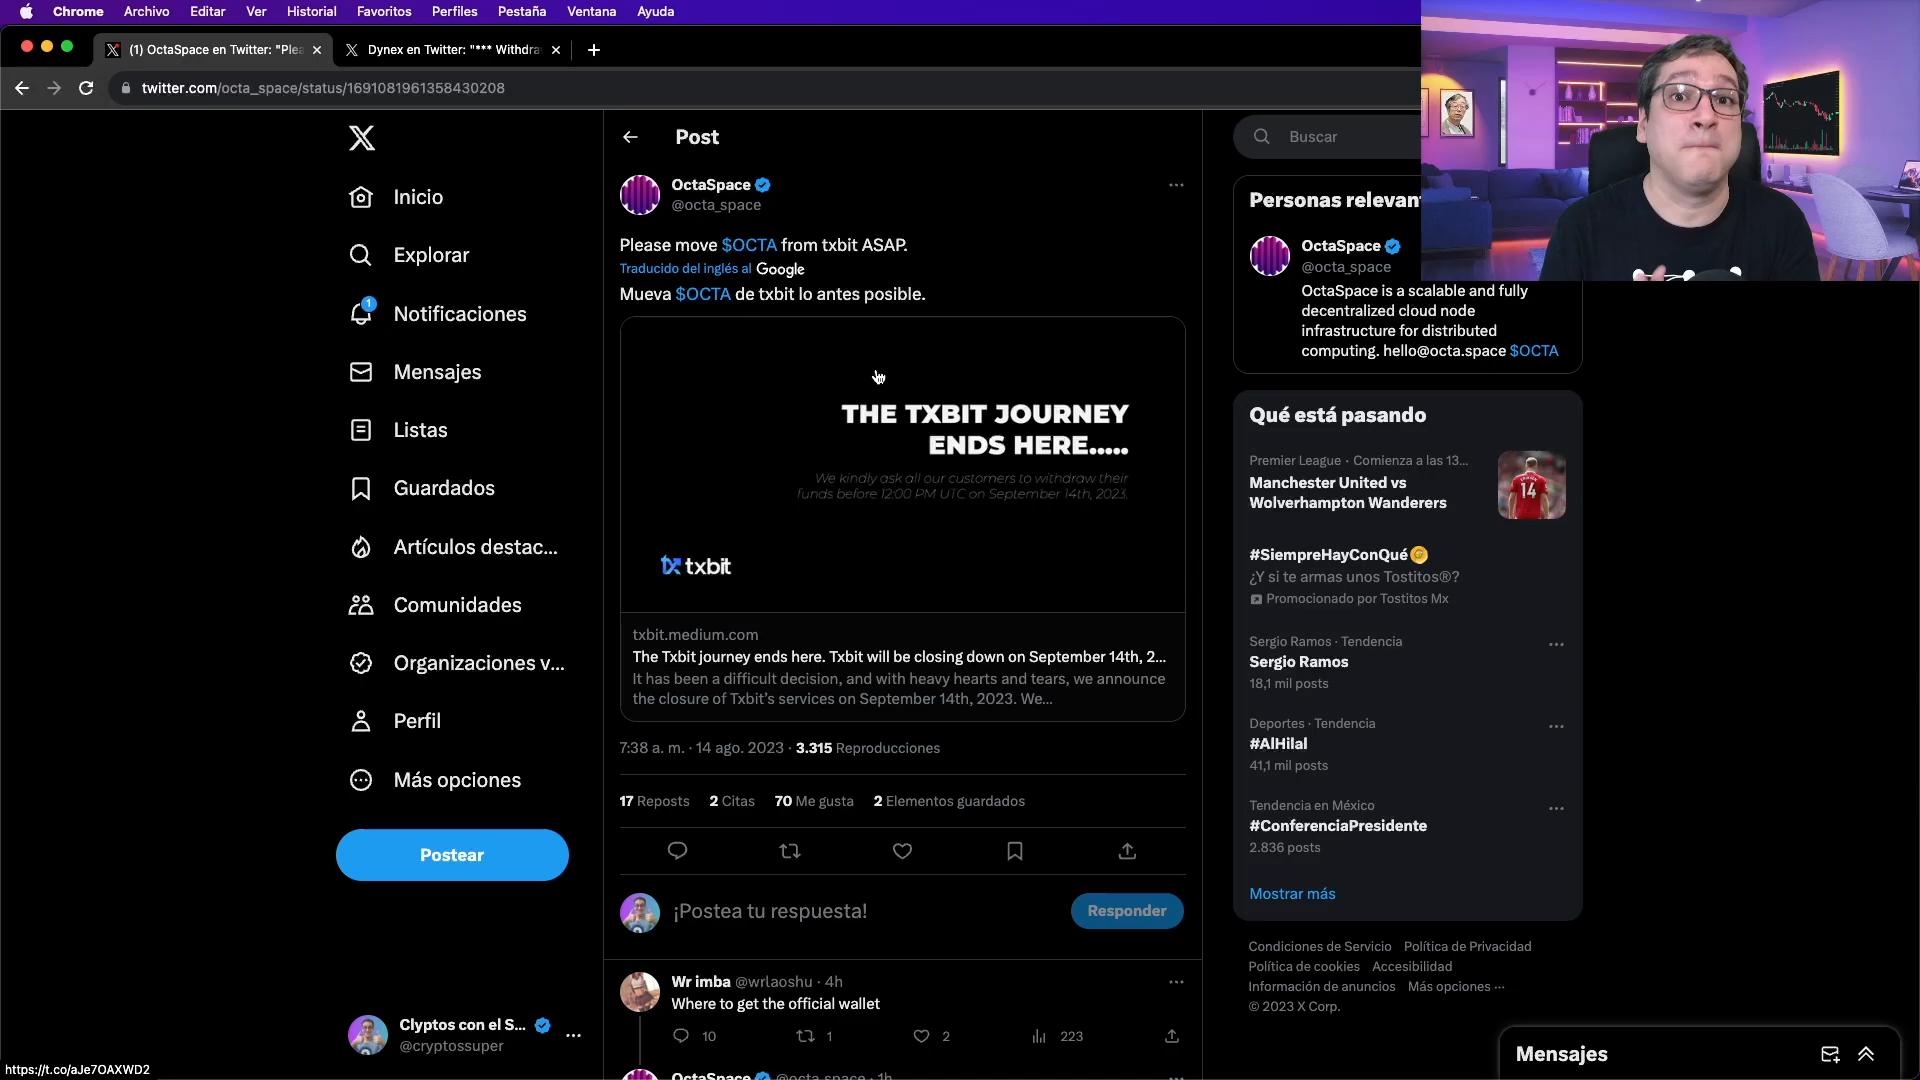 Chrome Archivo Editar Ver Historial Favoritos Perfiles Pestaña Ventana Ayuda
(1) OctaSpace en Twitter: "Plea
Dynex en Twitter: "*** Withdra
twitter.com/octa_space/status/1691081961358430208
Inicio
Explorar
1
Notificaciones
Mensajes
Listas
Guardados
Artículos destac...
Comunidades
Organizaciones v...
Perfil
Más opciones
Postear
Clyptos con el S...
@cryptossuper
https://t.co/aJe7OAXWD2
Post
OctaSpace
@octa_space
Please move $OCTA from txbit ASAP.
Traducido del inglés al Google
Mueva $OCTA de txbit lo antes posible.
THE TXBIT JOURNEY
ENDS HERE.....
We kindly ask all our customers to withdraw their
funds before 12:00 PM UTC on September 14th, 2023.
txbit
txbit.medium.com
The Txbit journey ends here. Txbit will be closing down on September 14th, 2...
It has been a difficult decision, and with heavy hearts and tears, we announce
the closure of Txbit's services on September 14th, 2023. We...
7:38 a. m. · 14 ago. 2023 · 3.315 Reproducciones
17 Reposts 2 Citas 70 Me gusta 2 Elementos guardados
¡Postea tu respuesta!
Responder
Wr imba @wrlaoshu · 4h
Where to get the official wallet
10 1 2 223
OctaSpace @octa_space · 1h
Buscar
Personas relevan
OctaSpace
@octa_space
OctaSpace is a scalable and fully
decentralized cloud node
infrastructure for distributed
computing. hello@octa.space $OCTA
Qué está pasando
Premier League · Comienza a las 13...
Manchester United vs
Wolverhampton Wanderers
14
#SiempreHayConQué
¿Y si te armas unos Tostitos®?
Promocionado por Tostitos Mx
Sergio Ramos · Tendencia
Sergio Ramos
18,1 mil posts
Deportes · Tendencia
#AlHilal
41,1 mil posts
Tendencia en México
#ConferenciaPresidente
2.836 posts
Mostrar más
Condiciones de Servicio Política de Privacidad
Política de cookies Accesibilidad
Información de anuncios Más opciones ···
© 2023 X Corp.
Mensajes